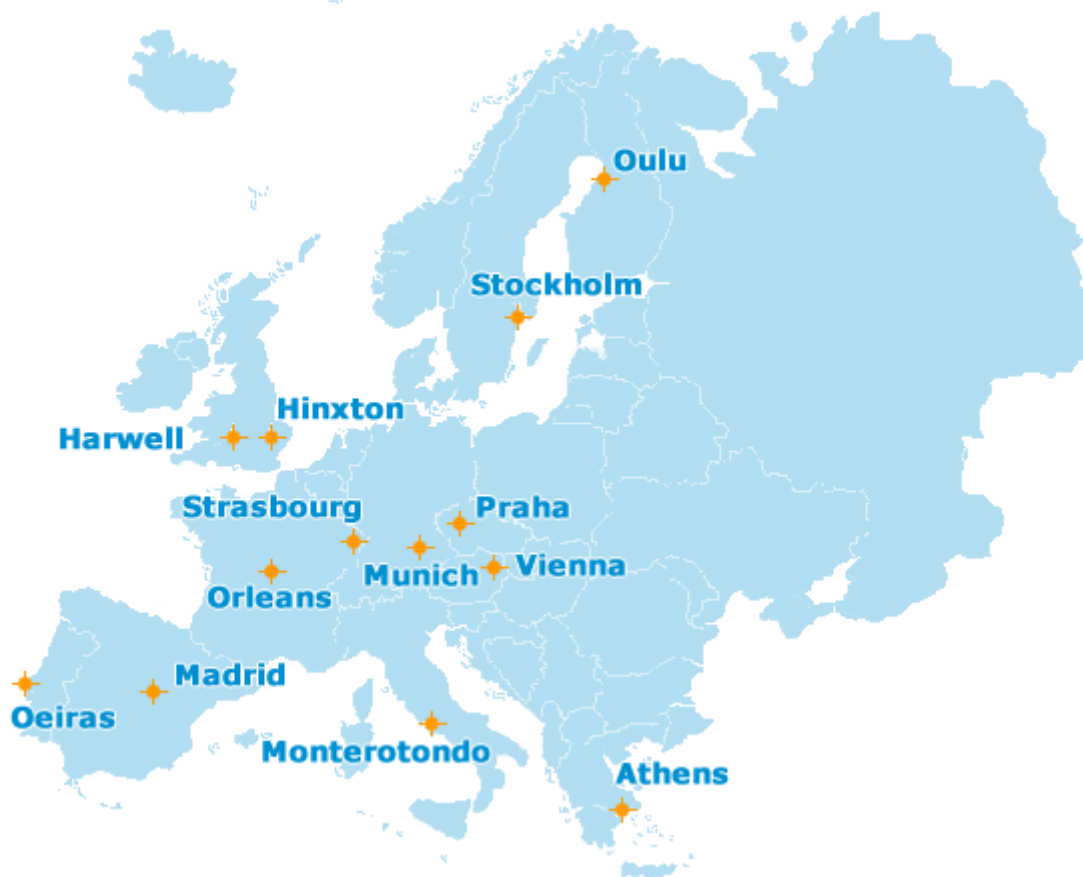 Oulu
Stockholm
Hinxton
Harwell
Strasbourg
Praha
Munich
Vienna
Orleans
Madrid
Oeiras
Monterotondo
Athens